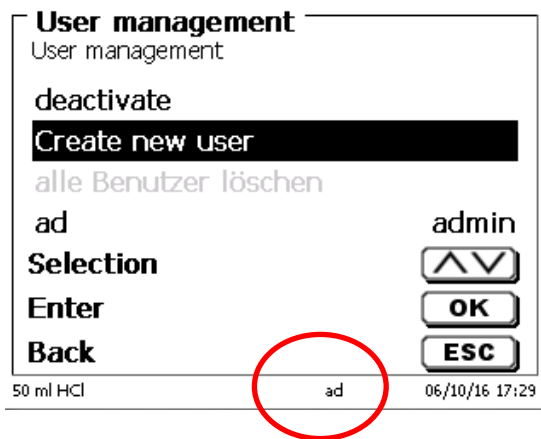 User management
User management
deactivate
Create new user
alle Benutzer löschen
ad admin
Selection
Enter OK
Back ESC
50 ml HCl ad 06/10/16 17:29